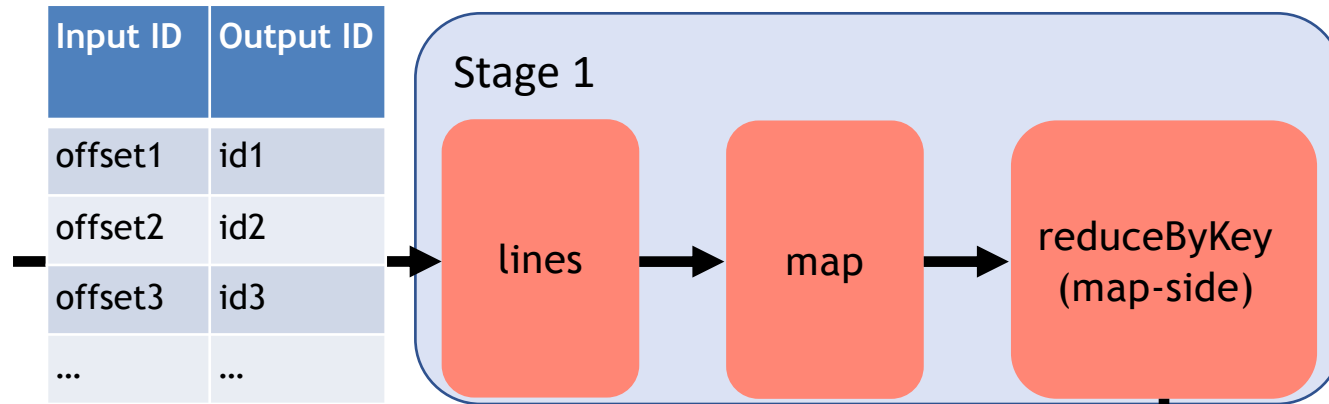 Input ID Output ID
offset1 id1
offset2 id2
offset3 id3
… …
Stage 1
lines
map
reduceByKey
(map-side)